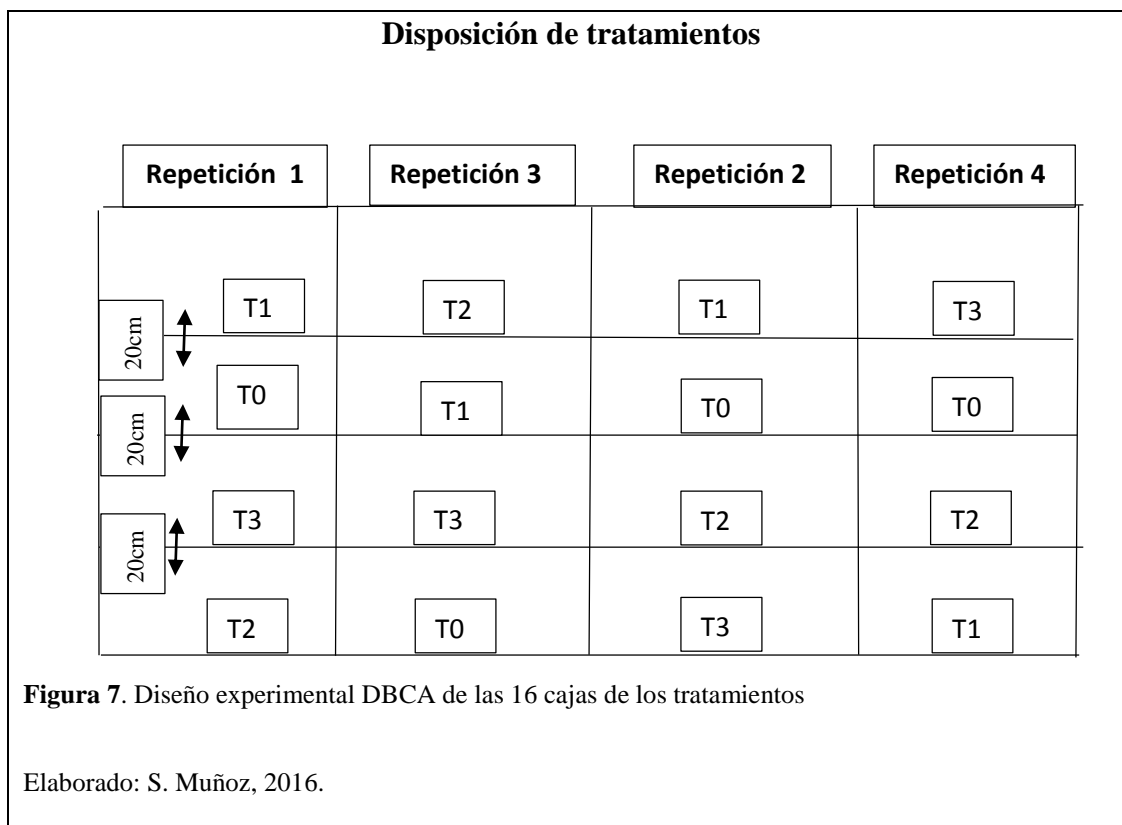 Disposición de tratamientos
Repetición 1 Repetición 3 Repetición 2 Repetición 4
T1 T2 T1 T3
20cm
T0 T1 T0 T0
20cm
T3 T3 T2 T2
20cm
T2 T0 T3 T1
Figura 7. Diseño experimental DBCA de las 16 cajas de los tratamientos
Elaborado: S. Muñoz, 2016.